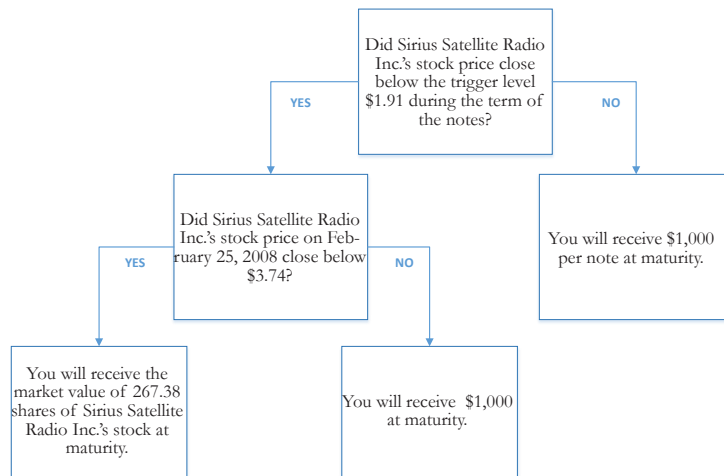 Did Sirius Satellite Radio
Inc.'s stock price close
below the trigger level
$1.91 during the term of
the notes?
YES
NO
Did Sirius Satellite Radio
Inc.'s stock price on Feb-
ruary 25, 2008 close below
$3.74?
You will receive $1,000
per note at maturity.
YES
NO
You will receive the
market value of 267.38
shares of Sirius Satellite
Radio Inc.'s stock at
maturity.
You will receive $1,000
at maturity.